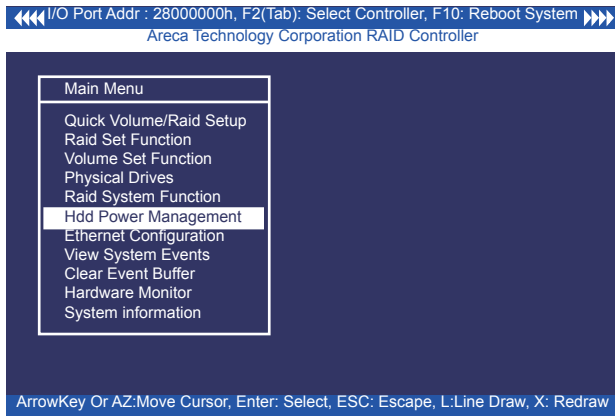 I/O Port Addr : 28000000h, F2(Tab): Select Controller, F10: Reboot System
Areca Technology Corporation RAID Controller
Main Menu
Quick Volume/Raid Setup
Raid Set Function
Volume Set Function
Physical Drives
Raid System Function
Hdd Power Management
Ethernet Configuration
View System Events
Clear Event Buffer
Hardware Monitor
System information
ArrowKey Or AZ:Move Cursor, Enter: Select, ESC: Escape, L:Line Draw, X: Redraw